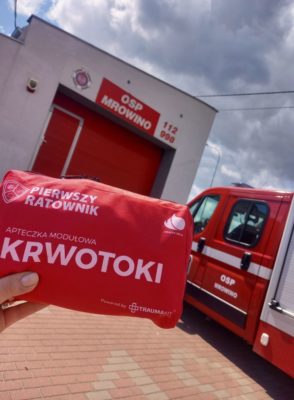 OSP
MROWINO
112
998
PIERWSZY
RATOWNIK
APTECZKA MODUŁOWA
KRWOTOKI
Powered by TRAUMAKIT
OSP
MROWINO